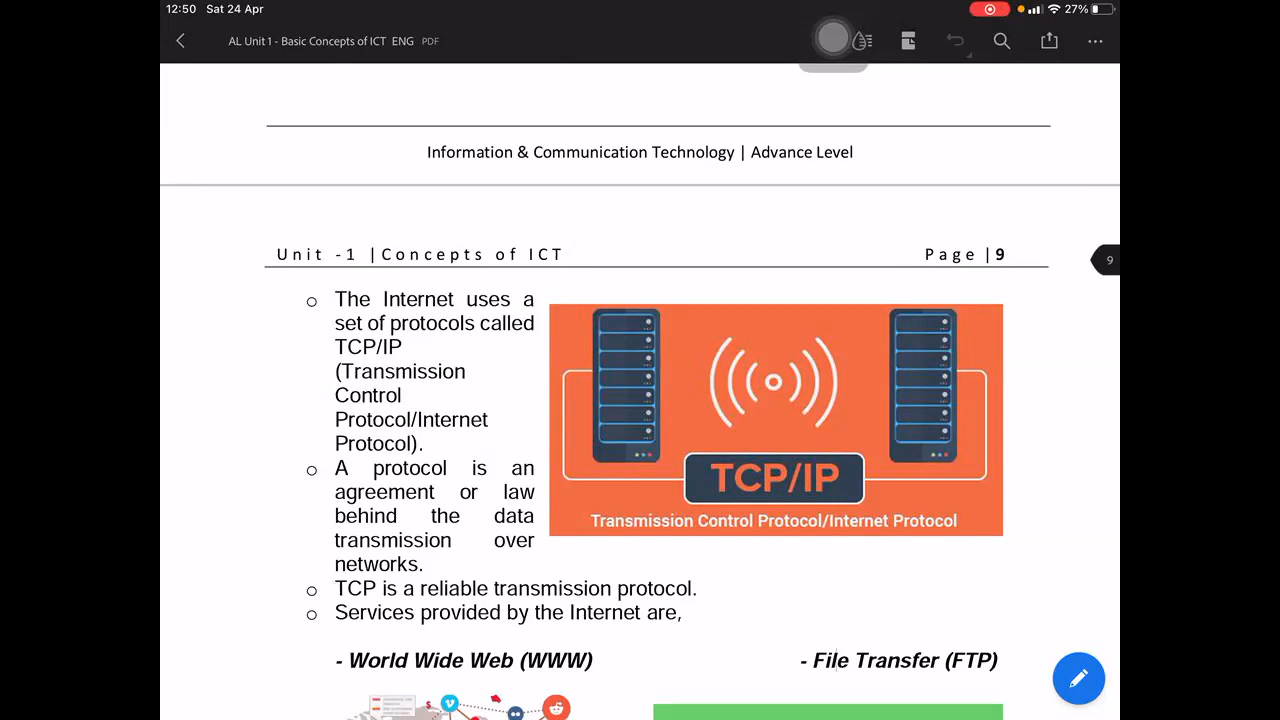 12:50 Sat 24 Apr
27%
AL Unit 1 - Basic Concepts of ICT ENG PDF
Information & Communication Technology | Advance Level
Unit -1 |Concepts of ICT
Page |9
9
o The Internet uses a
set of protocols called
TCP/IP
(Transmission
Control
Protocol/Internet
Protocol).
o A protocol is an
agreement or law
behind the data
transmission over
networks.
TCP/IP
Transmission Control Protocol/Internet Protocol
o TCP is a reliable transmission protocol.
o Services provided by the Internet are,
- World Wide Web (WWW)
- File Transfer (FTP)